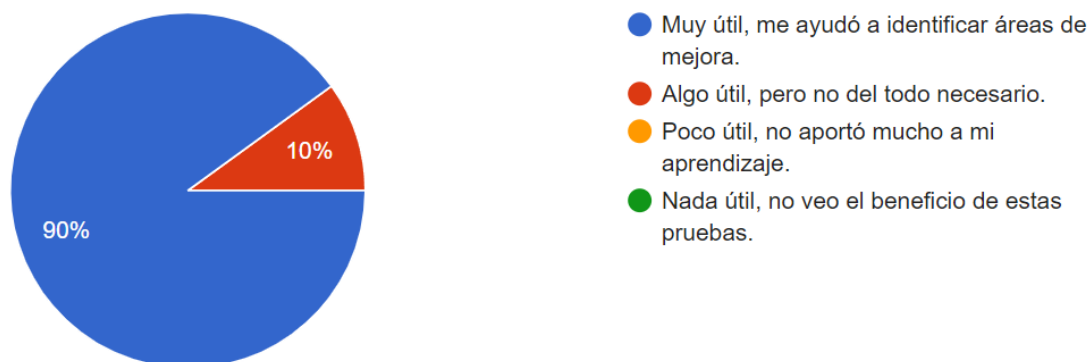 90%
10%
Muy útil, me ayudó a identificar áreas de
mejora.
Algo útil, pero no del todo necesario.
Poco útil, no aportó mucho a mi
aprendizaje.
Nada útil, no veo el beneficio de estas
pruebas.